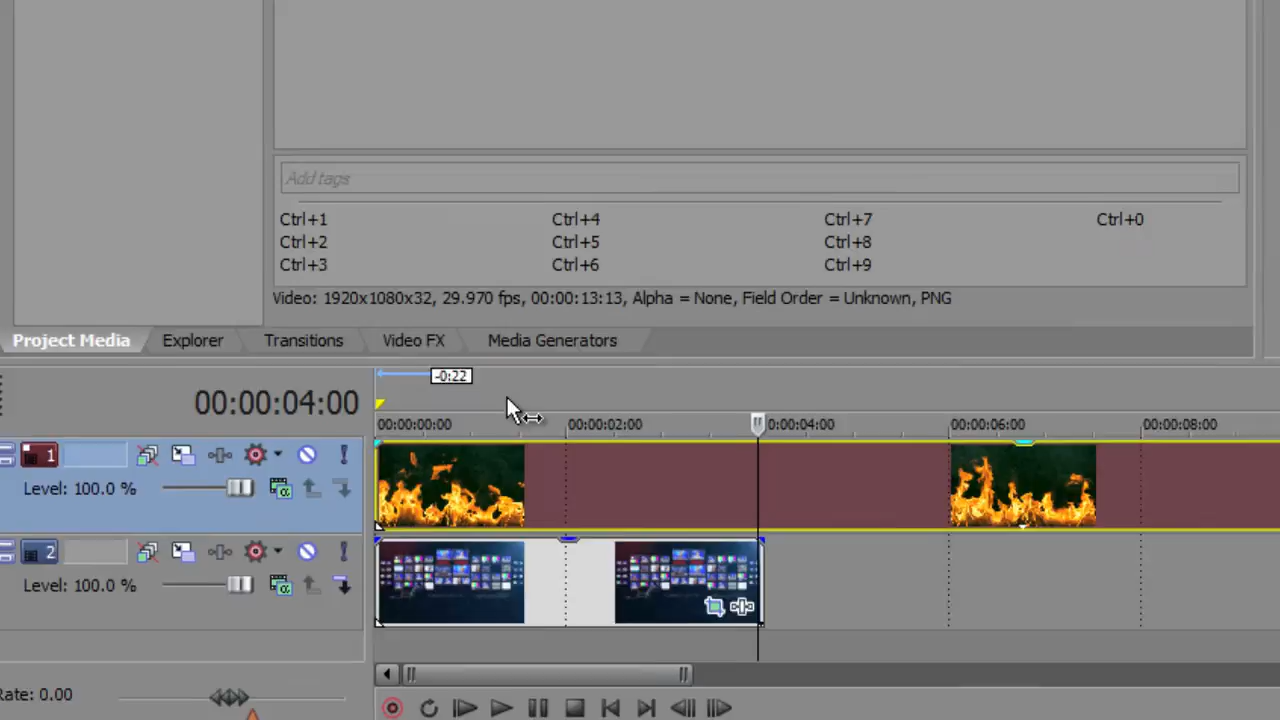 Add tags
Ctrl+1 Ctrl+4 Ctrl+7 Ctrl+0
Ctrl+2 Ctrl+5 Ctrl+8
Ctrl+3 Ctrl+6 Ctrl+9
Video: 1920x1080x32, 29.970 fps, 00:00:13:13, Alpha = None, Field Order = Unknown, PNG
Project Media Explorer Transitions Video FX Media Generators
-0:22
00:00:04:00
00:00:00:00 00:00:02:00 0:00:04:00 00:00:06:00 00:00:08:00
1
Level: 100.0 %
2
Level: 100.0 %
Rate: 0.00